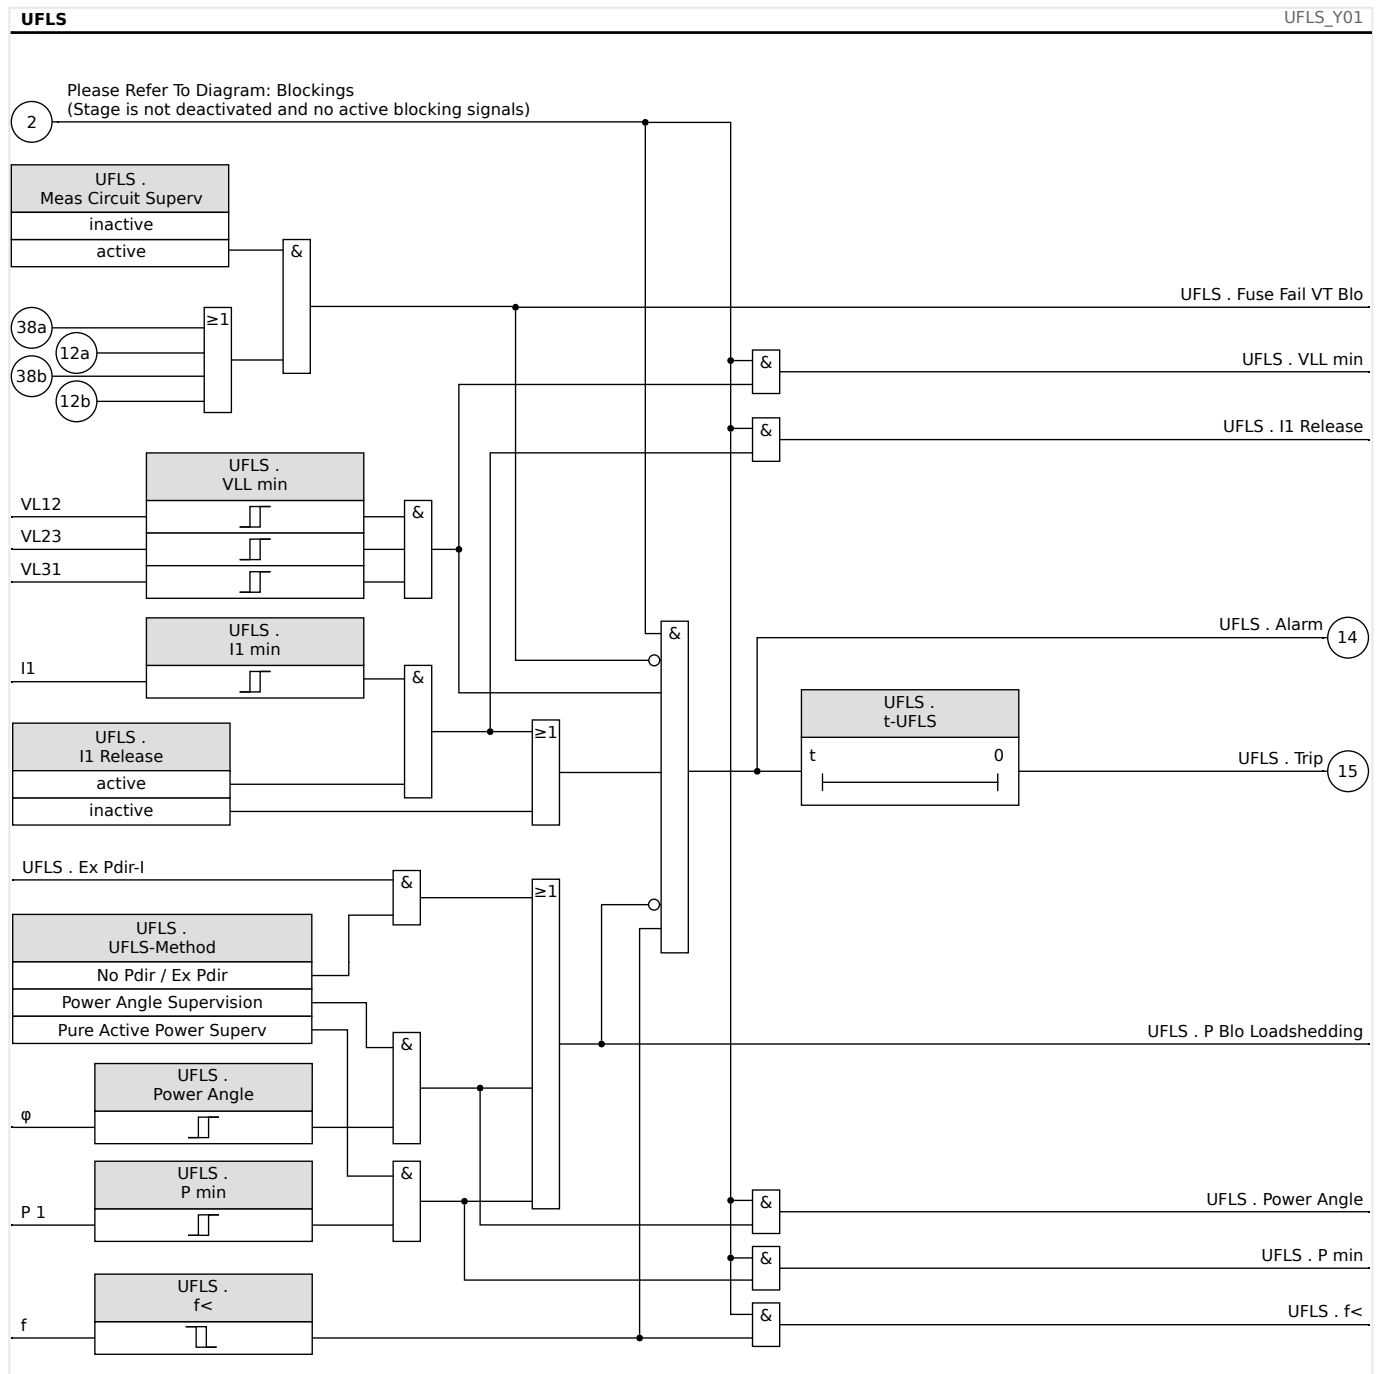 UFLS
UFLS_Y01
Please Refer To Diagram: Blockings
(Stage is not deactivated and no active blocking signals)
2
UFLS .
Meas Circuit Superv
inactive
active
&
UFLS . Fuse Fail VT Blo
38a
12a
38b
12b
≥1
&
UFLS . VLL min
&
UFLS . I1 Release
UFLS .
VLL min
VL12
VL23
VL31
&
UFLS .
I1 min
I1
&
UFLS .
I1 Release
active
inactive
≥1
&
UFLS . Alarm
14
UFLS .
t-UFLS
t
0
UFLS . Trip
15
UFLS . Ex Pdir-I
&
≥1
UFLS .
UFLS-Method
No Pdir / Ex Pdir
Power Angle Supervision
Pure Active Power Superv
&
UFLS . P Blo Loadshedding
UFLS .
Power Angle
φ
UFLS .
P min
P 1
&
&
UFLS . Power Angle
&
UFLS . P min
UFLS .
f<
f
&
UFLS . f<